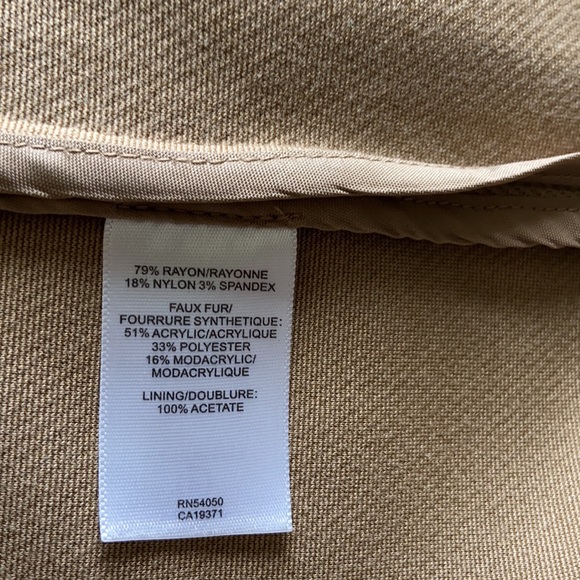 79% RAYON/RAYONNE
18% NYLON 3% SPANDEX
FAUX FUR/
FOURRURE SYNTHETIQUE:
51% ACRYLIC/ACRYLIQUE
33% POLYESTER
16% MODACRYLIC/
MODACRYLIQUE
LINING/DOUBLURE:
100% ACETATE
RN54050
CA19371